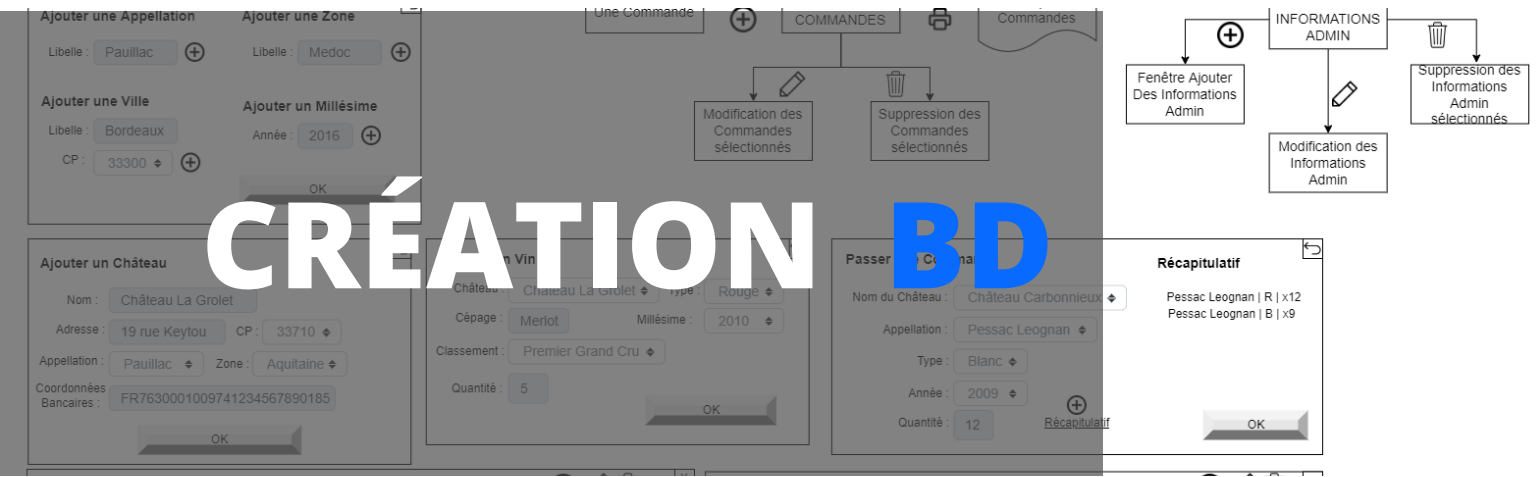 Ajouter une Appellation
Ajouter une Zone
Libelle : Pauillac
Libelle : Medoc
Ajouter une Ville
Ajouter un Millésime
Libelle : Bordeaux
Année : 2016
CP : 33300
OK
Une Commande
COMMANDES
Commandes
Modification des
Commandes
sélectionnés
Suppression des
Commandes
sélectionnés
INFORMATIONS
ADMIN
Fenêtre Ajouter
Des Informations
Admin
Suppression des
Informations
Admin
sélectionnés
Modification des
Informations
Admin
CRÉATION BD
Ajouter un Château
Nom : Château La Grolet
Adresse : 19 rue Keytou CP : 33710
Appellation : Pauillac Zone : Aquitaine
Coordonnées
Bancaires : FR7630001009741234567890185
OK
Vin
Château : Château La Grolet Type : Rouge
Cépage : Merlot Millésime : 2010
Classement : Premier Grand Cru
Quantité : 5
OK
Passer
Récapitulatif
Nom du Château : Château Carbonnieux
Pessac Leognan | R | x12
Pessac Leognan | B | x9
Appellation : Pessac Leognan
Type : Blanc
Année : 2009
Quantité : 12
Récapitulatif
OK